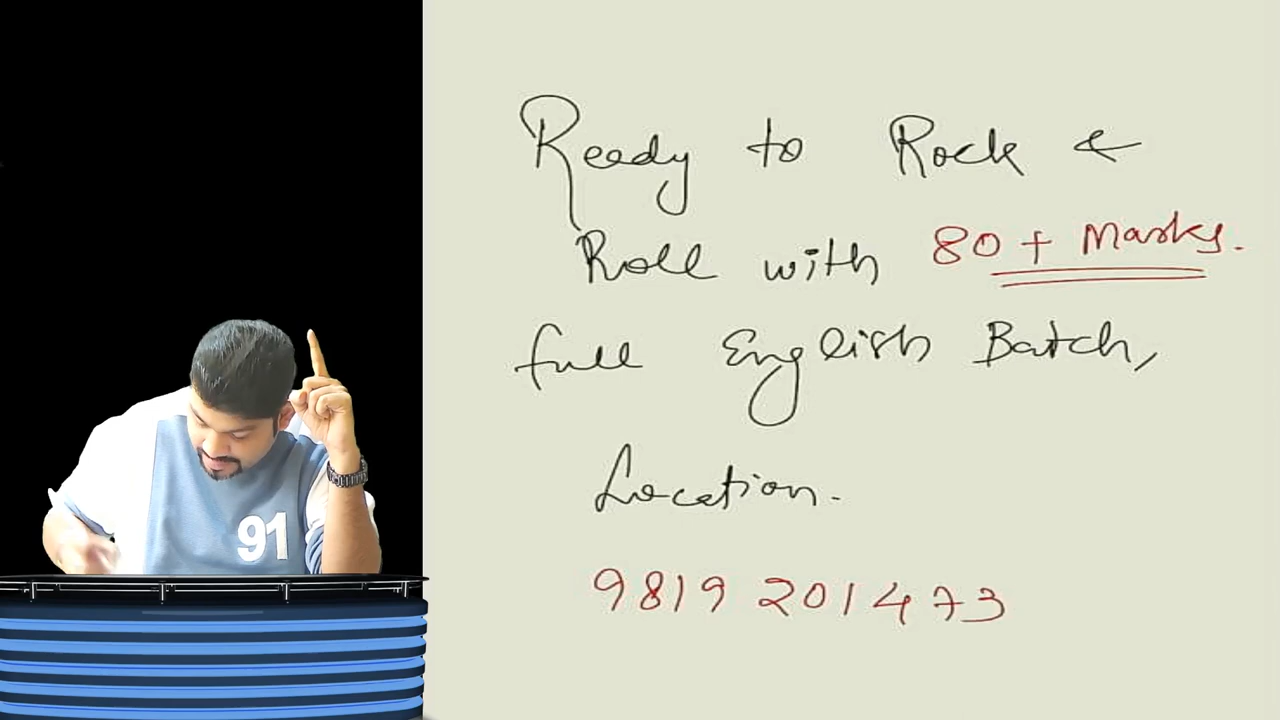 Ready to Rock &
Roll with 80 + Marks.
full English Batch,
Location.
9819 201473
91